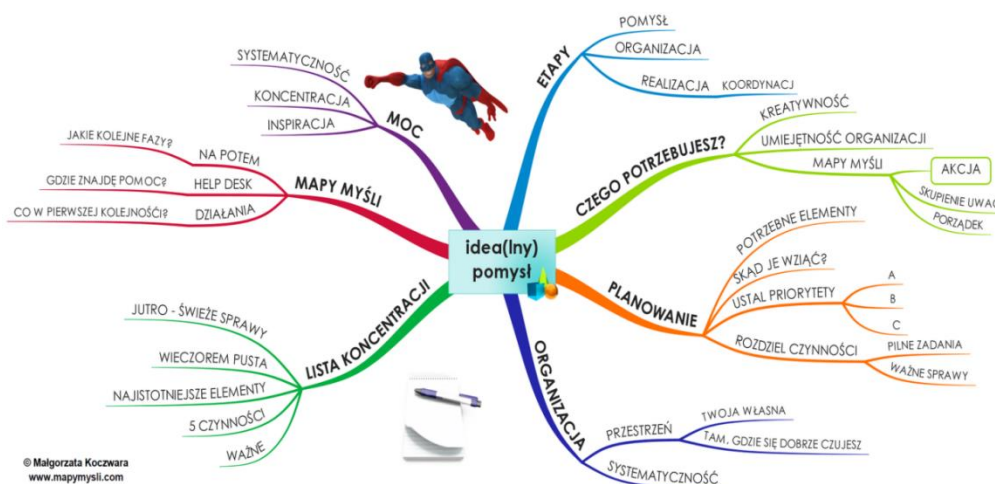 idea(lny)
pomysł
ETAPY
POMYSŁ
ORGANIZACJA
REALIZACJA
KOORDYNACJ
CZEGO POTRZEBUJESZ?
KREATYWNOŚĆ
UMIEJĘTNOŚĆ ORGANIZACJI
MAPY MYŚLI
AKCJA
SKUPIENIE UWAG
PORZĄDEK
PLANOWANIE
POTRZEBNE ELEMENTY
SKĄD JE WZIĄĆ?
USTAL PRIORYTETY
A
B
C
ROZDZIEL CZYNNOŚCI
PILNE ZADANIA
WAŻNE SPRAWY
ORGANIZACJA
PRZESTRZEŃ
TWOJA WŁASNA
TAM, GDZIE SIĘ DOBRZE CZUJESZ
SYSTEMATYCZNOŚĆ
LISTA KONCENTRACJI
JUTRO - ŚWIEŻE SPRAWY
WIECZOREM PUSTA
NAJISTOTNIEJSZE ELEMENTY
5 CZYNNOŚCI
WAŻNE
MAPY MYŚLI
NA POTEM
JAKIE KOLEJNE FAZY?
HELP DESK
GDZIE ZNAJDĘ POMOC?
DZIAŁANIA
CO W PIERWSZEJ KOLEJNOŚĆI?
MOC
SYSTEMATYCZNOŚĆ
KONCENTRACJA
INSPIRACJA
© Małgorzata Koczwara
www.mapymysli.com